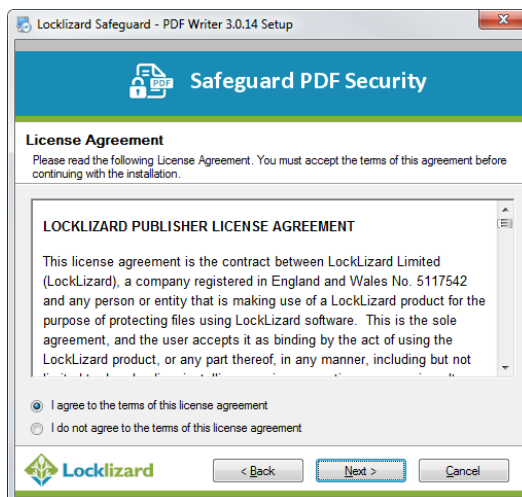 Locklizard Safeguard - PDF Writer 3.0.14 Setup
PDF
Safeguard PDF Security
License Agreement
Please read the following License Agreement. You must accept the terms of this agreement before
continuing with the installation.
LOCKLIZARD PUBLISHER LICENSE AGREEMENT
This license agreement is the contract between LockLizard Limited
(LockLizard), a company registered in England and Wales No. 5117542
and any person or entity that is making use of a LockLizard product for the
purpose of protecting files using LockLizard software. This is the sole
agreement, and the user accepts it as binding by the act of using the
LockLizard product, or any part thereof, in any manner, including but not
I agree to the terms of this license agreement
I do not agree to the terms of this license agreement
Locklizard
< Back
Next >
Cancel